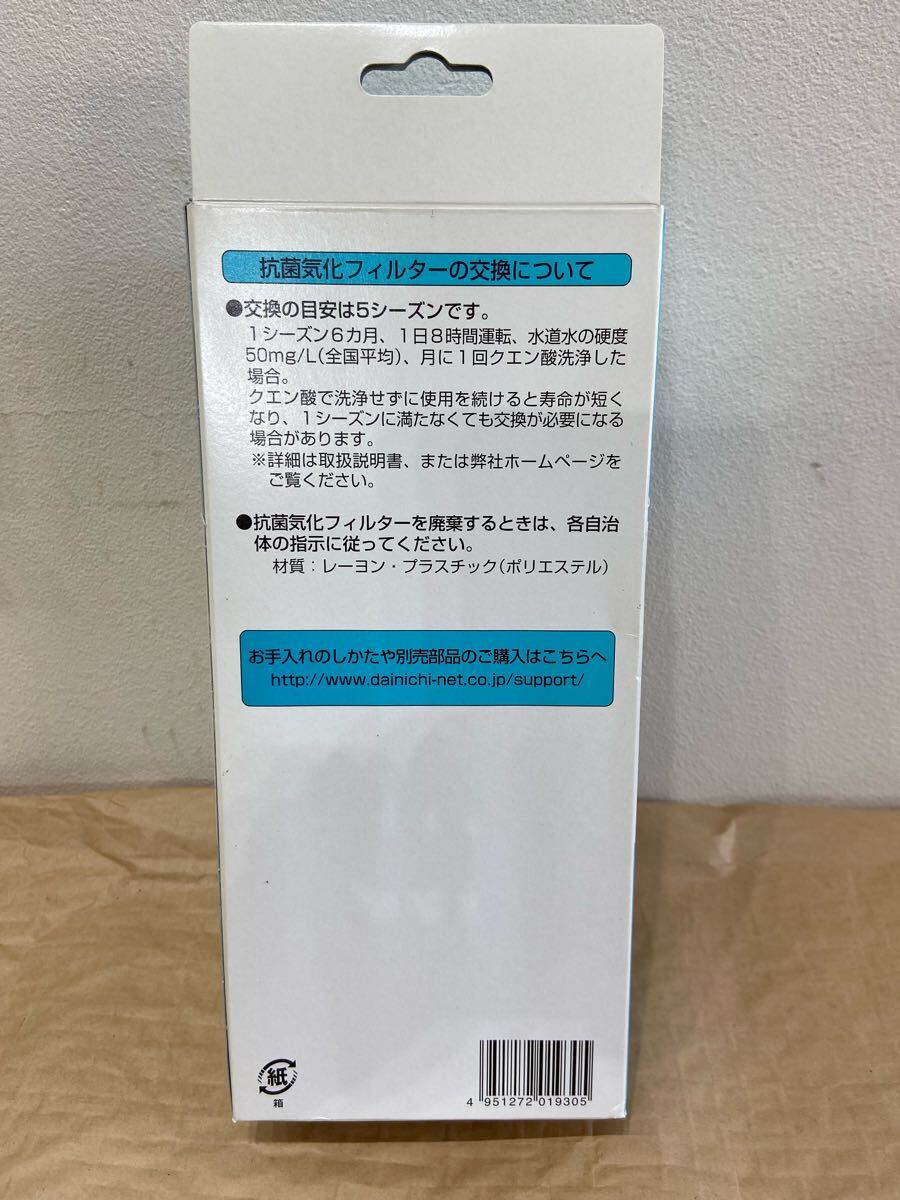 抗菌気化フィルターの交換について
●交換の目安は5シーズンです。
1シーズン6カ月、1日8時間運転、水道水の硬度
50mg/L(全国平均)、月に1回クエン酸洗浄した
場合。
クエン酸で洗浄せずに使用を続けると寿命が短く
なり、1シーズンに満たなくても交換が必要になる
場合があります。
※詳細は取扱説明書、または弊社ホームページを
ご覧ください。
●抗菌気化フィルターを廃棄するときは、各自治
体の指示に従ってください。
材質：レーヨン・プラスチック(ポリエステル)
お手入れのしかたや別売部品のご購入はこちらへ
http://www.dainichi-net.co.jp/support/
紙
箱
4 951272 019305